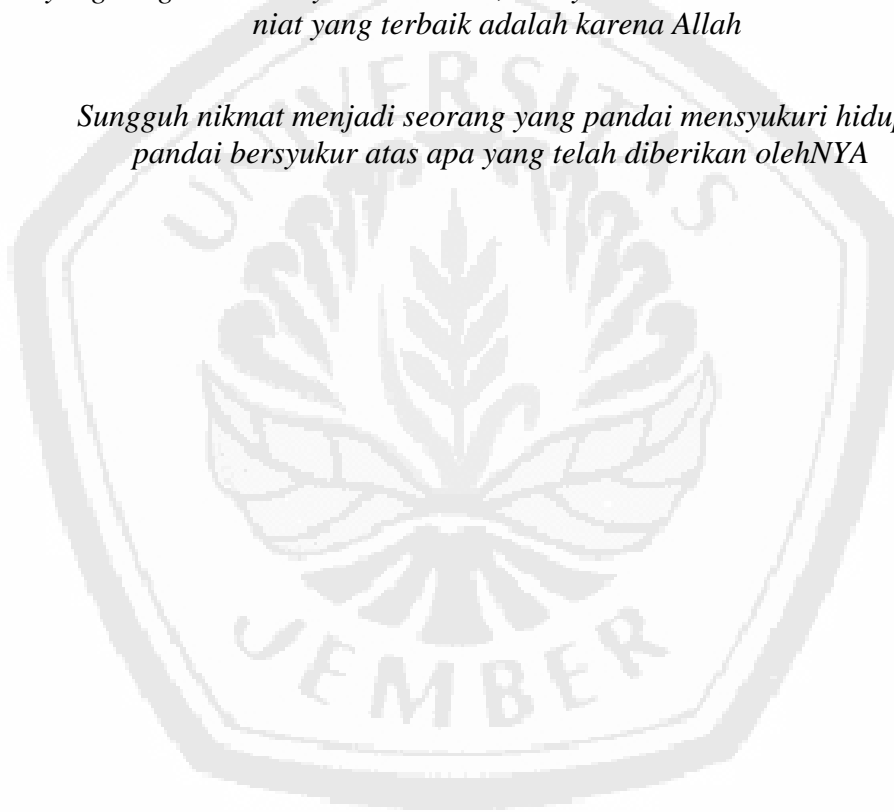 niat yang terbaik adalah karena Allah
Sungguh nikmat menjadi seorang yang pandai mensyukuri
pandai bersyukur atas apa yang telah diberikan olehNYA
UNIVERSITAS
JEMBER